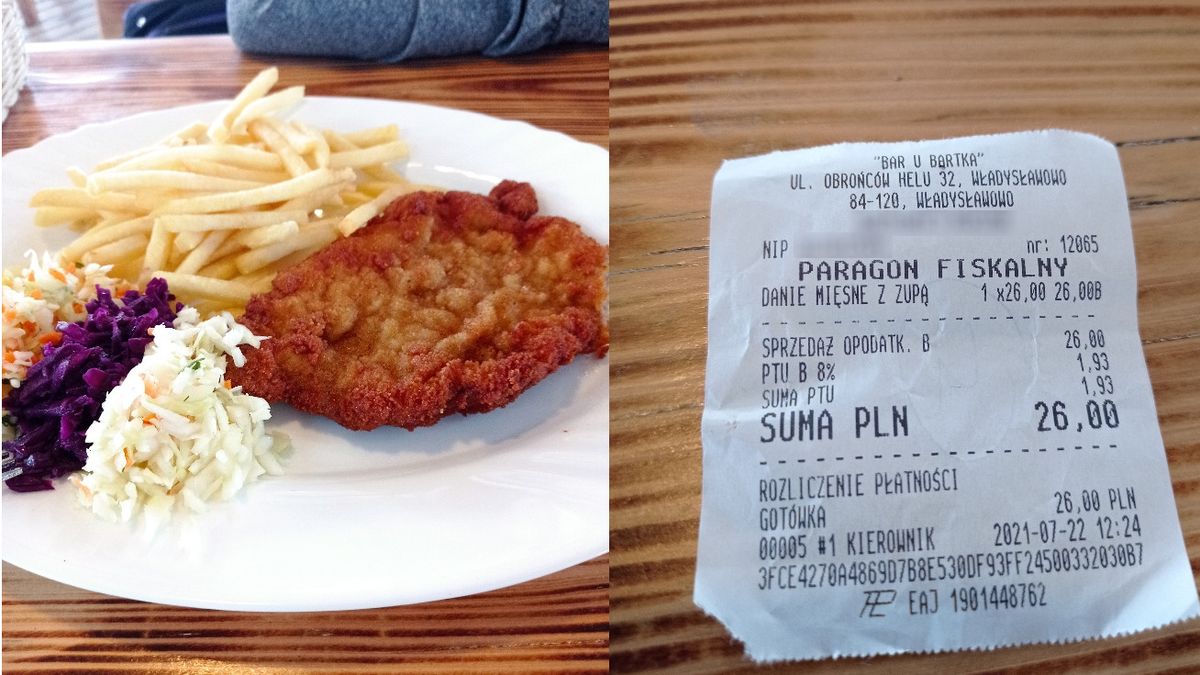 "BAR U BARTKA"
UL. OBROŃCÓW HELU 32, WŁADYSŁAWOWO
84-120, WŁADYSŁAWOWO
NIP nr: 12065
PARAGON FISKALNY
DANIE MIĘSNE Z ZUPĄ 1 x26,00 26,00B
SPRZEDAŻ OPODATK. B 26,00
PTU B 8% 1,93
SUMA PTU 1,93
SUMA PLN 26,00
ROZLICZENIE PŁATNOŚCI
GOTÓWKA 26,00 PLN
00005 #1 KIEROWNIK 2021-07-22 12:24
3FCE4270A4869D7B8E530DF93FF24500332030B7
EAJ 1901448762